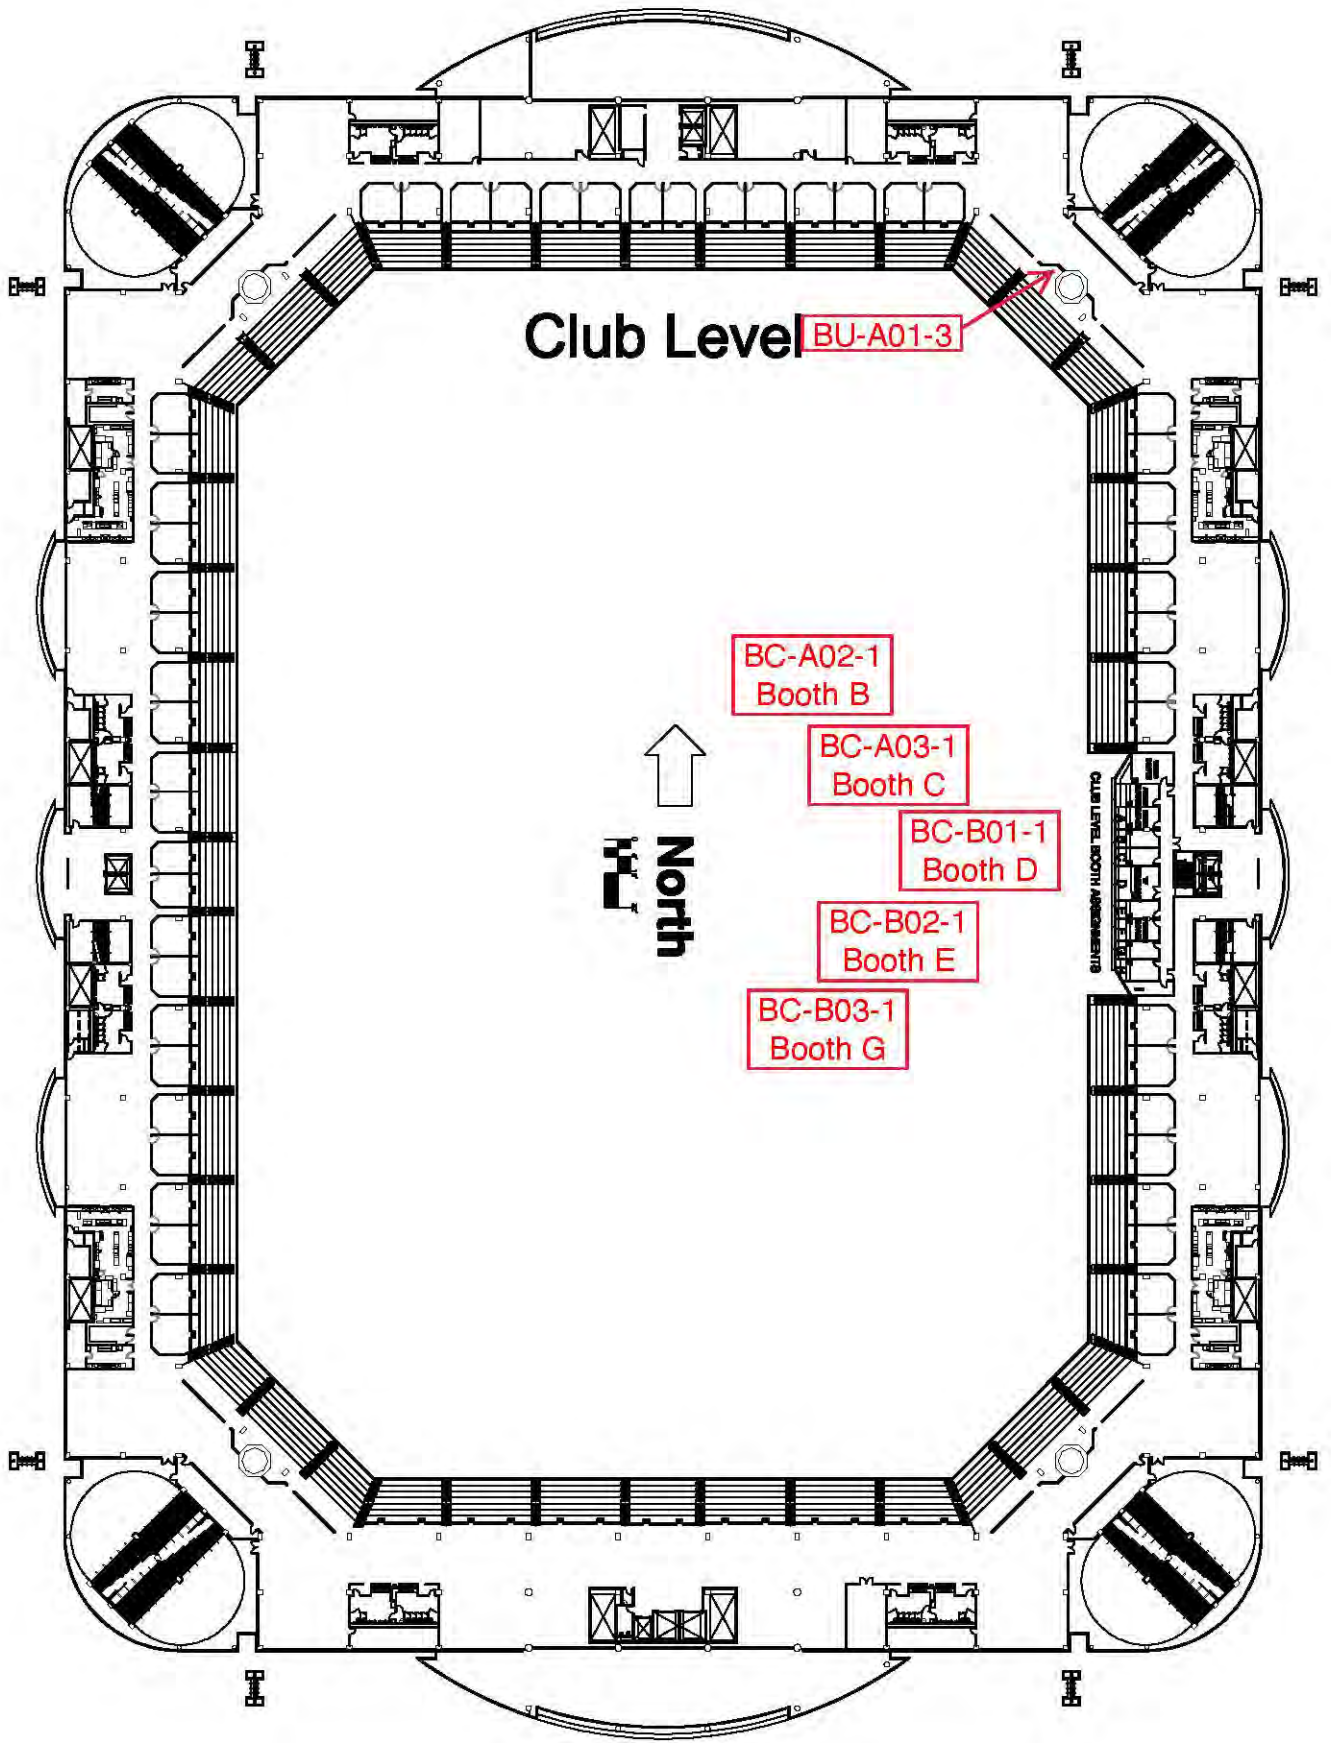 Club Level
BU-A01-3
BC-A02-1
Booth B
BC-A03-1
Booth C
BC-B01-1
Booth D
BC-B02-1
Booth E
BC-B03-1
Booth G
North
CLUB LEVEL BOOTH ASSIGNMENTS